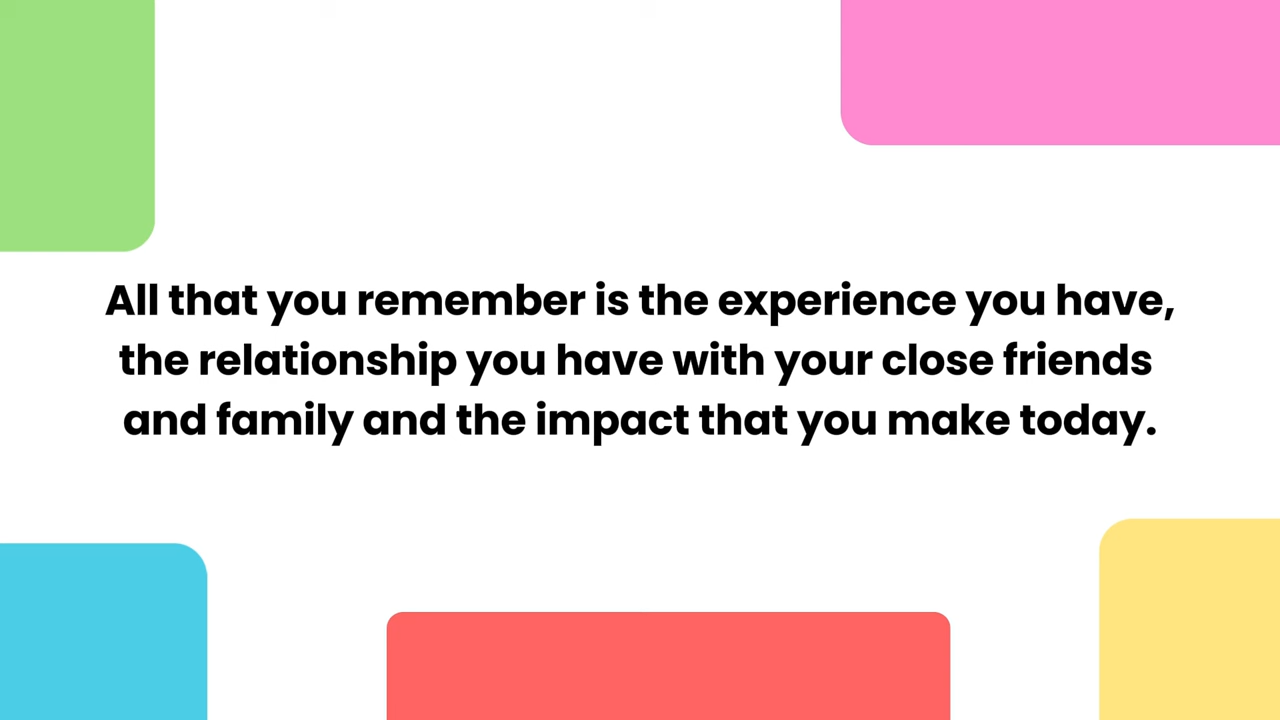 All that you remember is the experience you have,
the relationship you have with your close friends
and family and the impact that you make today.